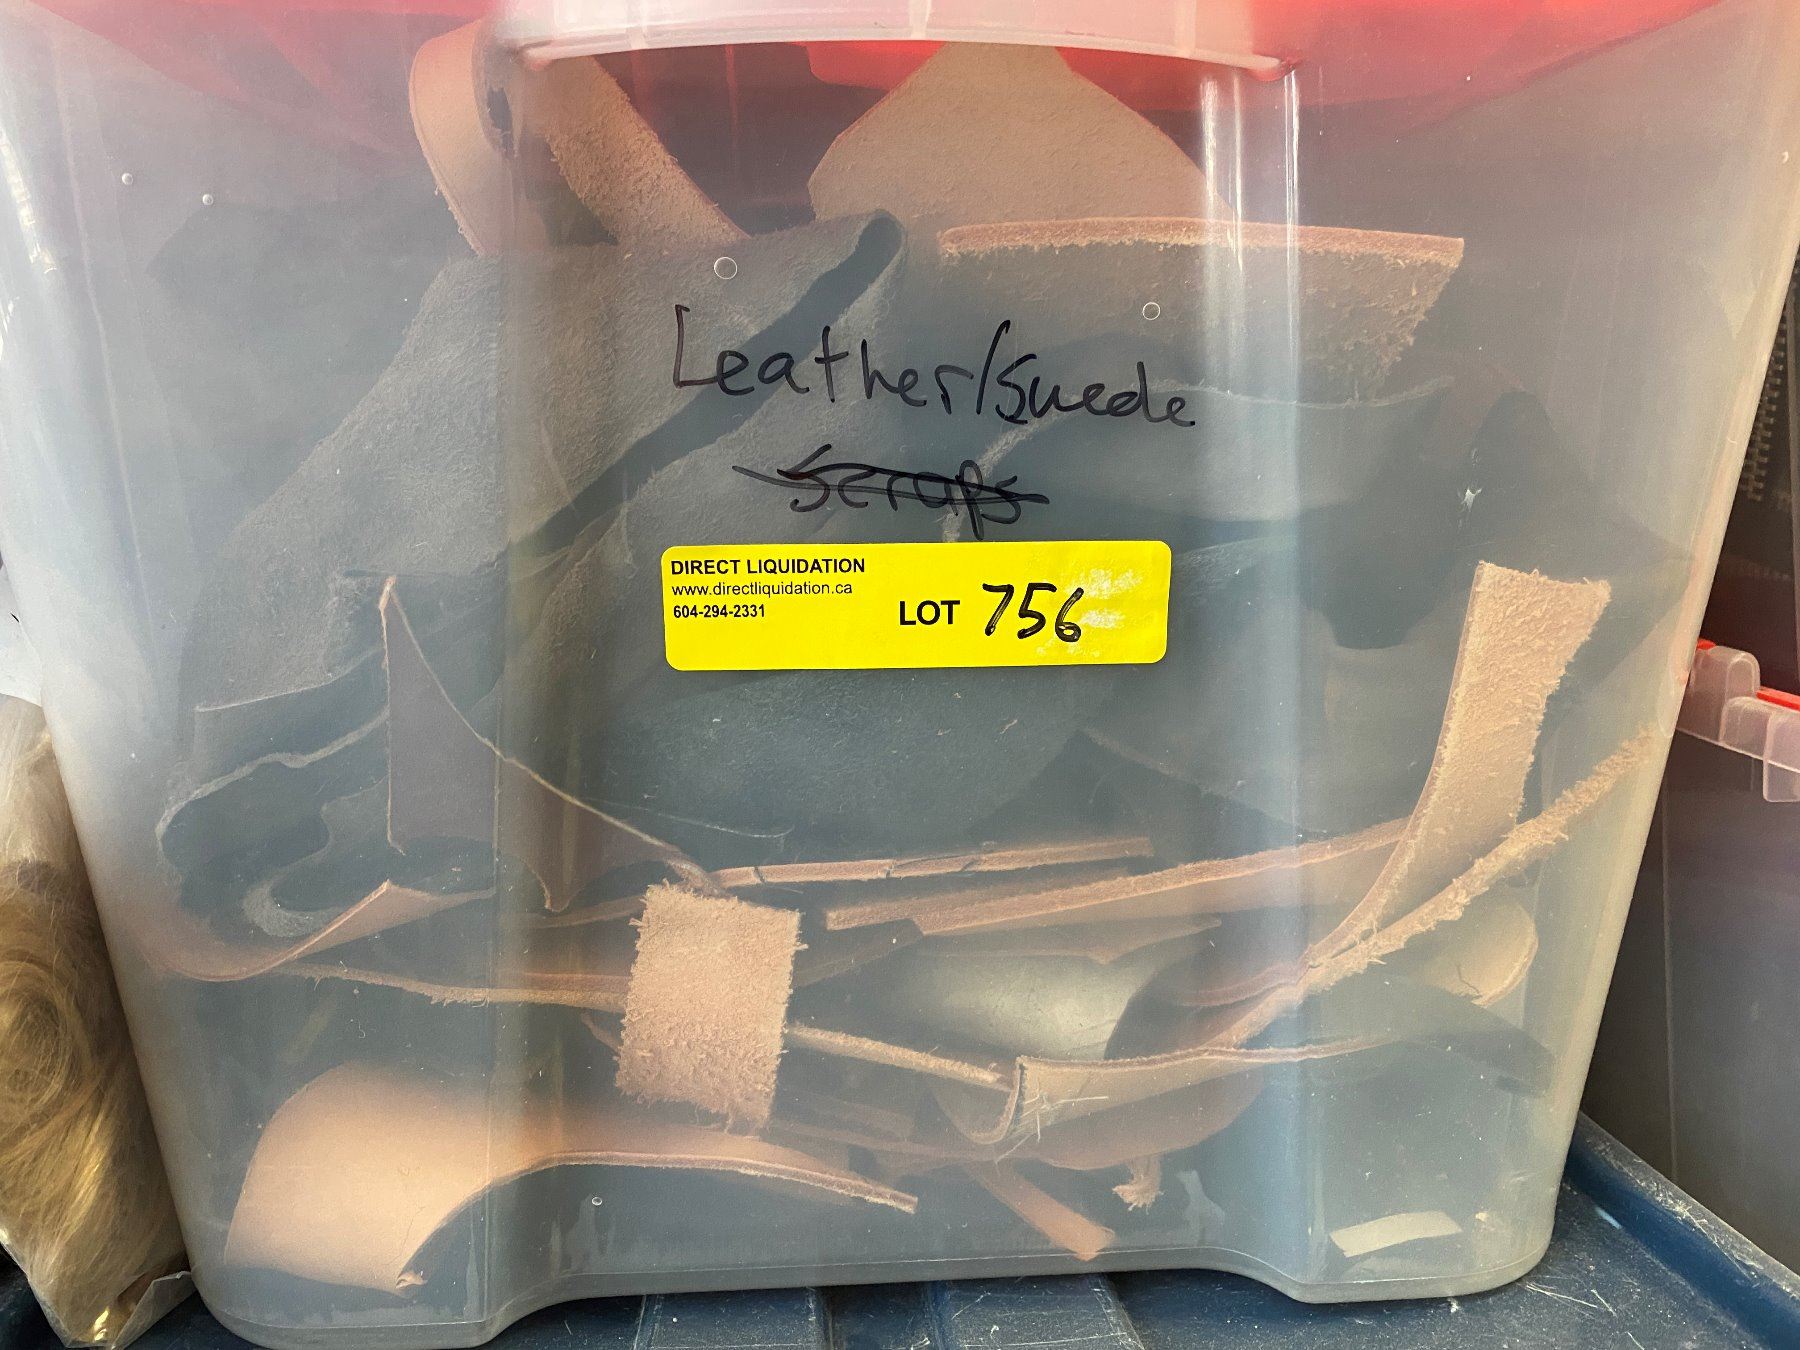 Leather/Suede
Scraps
DIRECT LIQUIDATION
www.directliquidation.ca
604-294-2331
LOT 756